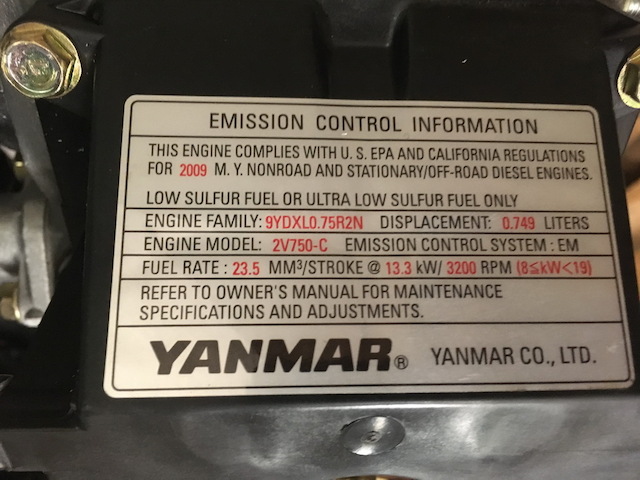 EMISSION CONTROL INFORMATION
THIS ENGINE COMPLIES WITH U. S. EPA AND CALIFORNIA REGULATIONS
FOR 2009 M. Y. NONROAD AND STATIONARY/OFF-ROAD DIESEL ENGINES.
LOW SULFUR FUEL OR ULTRA LOW SULFUR FUEL ONLY
ENGINE FAMILY: 9YDXL0.75R2N DISPLACEMENT: 0.749 LITERS
ENGINE MODEL: 2V750-C EMISSION CONTROL SYSTEM : EM
FUEL RATE : 23.5 MM³/STROKE @ 13.3 kW/ 3200 RPM (8≦kW<19)
REFER TO OWNER'S MANUAL FOR MAINTENANCE
SPECIFICATIONS AND ADJUSTMENTS.
YANMAR® YANMAR CO., LTD.